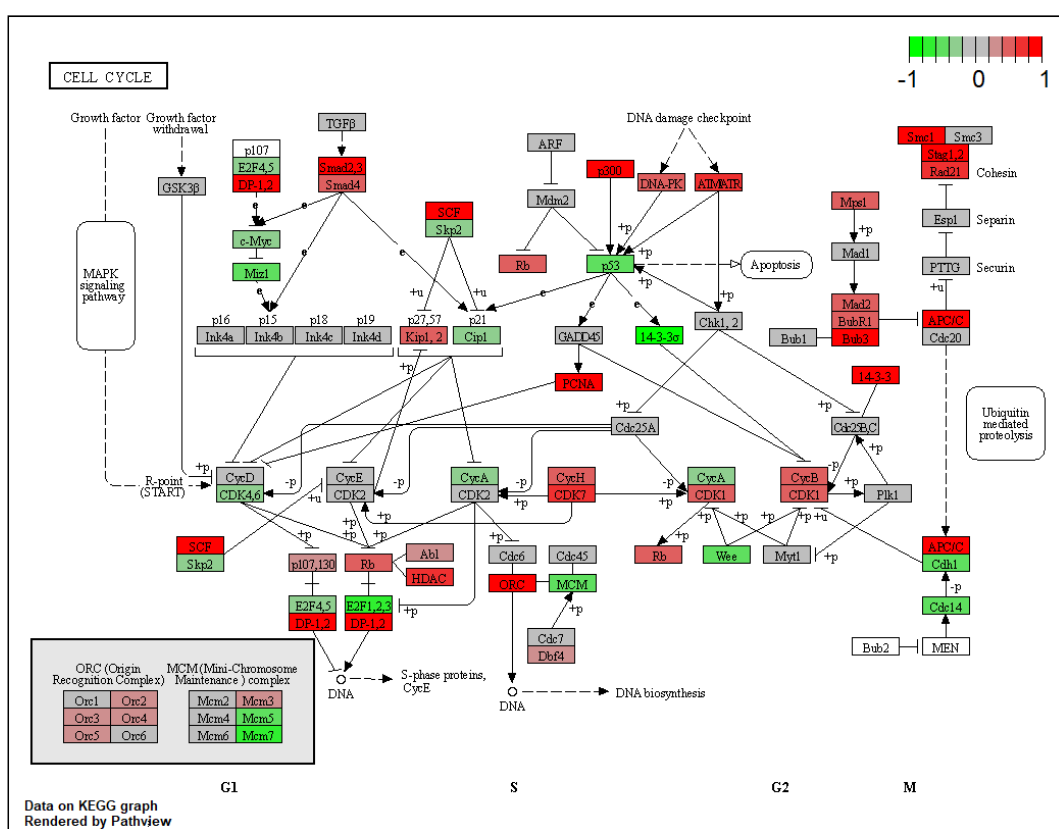 -1 0 1
CELL CYCLE
Growth factor
Growth factor
withdrawal
TGFβ
DNA damage checkpoint
Smc1 Smc3
Stag1,2
Rad21
Cohesin
p107
E2F4,5
DP-1,2
Smad2,3
Smad4
ARF
p300
DNA-PK
ATM/ATR
GSK3β
Mdm2
Mps1
+p
Esp1
Separin
e
e
SCF
Skp2
c-Myc
e
e
+p
Rb
p53
+p
Apoptosis
Mad1
PTTG
Securin
MAPK
signaling
pathway
Miz1
e
+u
+u
e
e
+p
+u
Mad2
BubR1
Bub3
Bub1
APC/C
Cdc20
p16
Ink4a
p15
Ink4b
p18
Ink4c
p19
Ink4d
p27,57
Kip1, 2
p21
Cip1
GADD45
14-3-3σ
Chk1, 2
+p
PCNA
14-3-3
+p
+p
Cdc25A
Cdc25B,C
Ubiquitin
mediated
proteolysis
R-point
(START)
+p
CycD
CDK4,6
-p
+u
CycE
CDK2
-p
CycA
CDK2
-p
+p
CycH
CDK7
-p
+p
CycA
CDK1
CycB
CDK1
-p
+p
Plk1
+p
SCF
Skp2
+p
+p
+p
p107,130
Rb
Abl
HDAC
+p
Cdc6
Cdc45
+p
Rb
+p
Wee
+p
+u
Myt1
+p
APC/C
Cdh1
ORC
MCM
E2F4,5
DP-1,2
E2F1,2,3
DP-1,2
+p
+p
-p
Cdc14
Cdc7
Dbf4
Bub2
MEN
ORC (Origin
Recognition Complex)
MCM (Mini-Chromosome
Maintenance ) complex
Orc1 Orc2
Orc3 Orc4
Orc5 Orc6
Mcm2 Mcm3
Mcm4 Mcm5
Mcm6 Mcm7
DNA
S-phase proteins,
CycE
DNA
DNA biosynthesis
G1 S G2 M
Data on KEGG graph
Rendered by Pathview